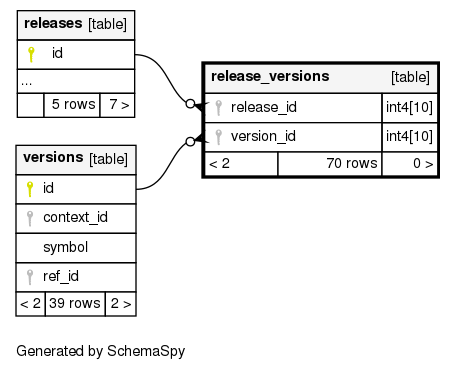 releases [table]
id
...
5 rows 7 >
release_versions [table]
release_id int4[10]
version_id int4[10]
< 2 70 rows 0 >
versions [table]
id
context_id
symbol
ref_id
< 2 39 rows 2 >
Generated by SchemaSpy